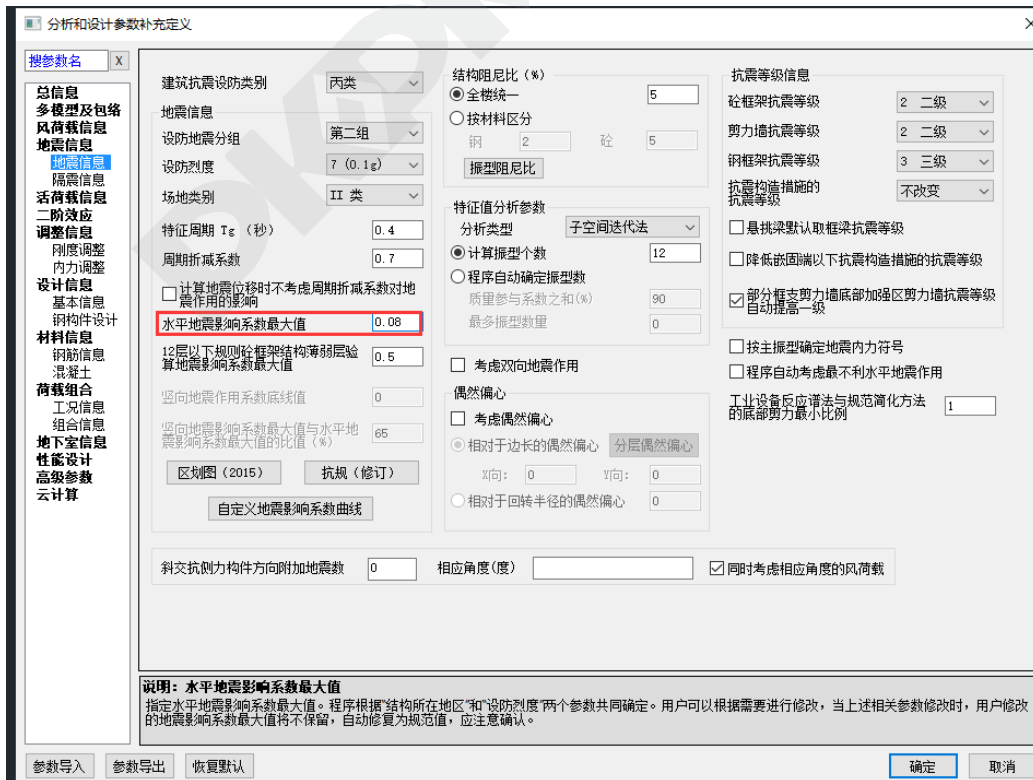 分析和设计参数补充定义
搜参数名 X
总信息
多模型及包络
风荷载信息
地震信息
地震信息
隔震信息
活荷载信息
二阶效应
调整信息
刚度调整
内力调整
设计信息
基本信息
钢构件设计
材料信息
钢筋信息
混凝土
荷载组合
工况信息
组合信息
地下室信息
性能设计
高级参数
云计算
建筑抗震设防类别 丙类
地震信息
设防地震分组 第二组
设防烈度 7 (0.1g)
场地类别 II 类
特征周期 Tg (秒) 0.4
周期折减系数 0.7
计算地震位移时不考虑周期折减系数对地
震作用的影响
水平地震影响系数最大值 0.08
12层以下规则砼框架结构薄弱层验
算地震影响系数最大值 0.5
竖向地震作用系数底线值 0
竖向地震影响系数最大值与水平地
震影响系数最大值的比值(%) 65
区划图(2015) 抗规(修订)
自定义地震影响系数曲线
结构阻尼比(%)
全楼统一 5
按材料区分
钢 2 砼 5
振型阻尼比
特征值分析参数
分析类型 子空间迭代法
计算振型个数 12
程序自动确定振型数
质量参与系数之和(%) 90
最多振型数量 0
考虑双向地震作用
偶然偏心
考虑偶然偏心
相对于边长的偶然偏心 分层偶然偏心
X向: 0 Y向: 0
相对于回转半径的偶然偏心 0
抗震等级信息
砼框架抗震等级 2 二级
剪力墙抗震等级 2 二级
钢框架抗震等级 3 三级
抗震构造措施的
抗震等级 不改变
悬挑梁默认取框梁抗震等级
降低嵌固端以下抗震构造措施的抗震等级
部分框支剪力墙底部加强区剪力墙抗震等级
自动提高一级
按主振型确定地震内力符号
程序自动考虑最不利水平地震作用
工业设备反应谱法与规范简化方法
的底部剪力最小比例 1
斜交抗侧力构件方向附加地震数 0 相应角度(度) 同时考虑相应角度的风荷载
说明: 水平地震影响系数最大值
指定水平地震影响系数最大值。程序根据"结构所在地区"和"设防烈度"两个参数共同确定。用户可以根据需要进行修改，当上述相关参数修改时，用户修改
的地震影响系数最大值将不保留，自动修复为规范值，应注意确认。
参数导入 参数导出 恢复默认 确定 取消